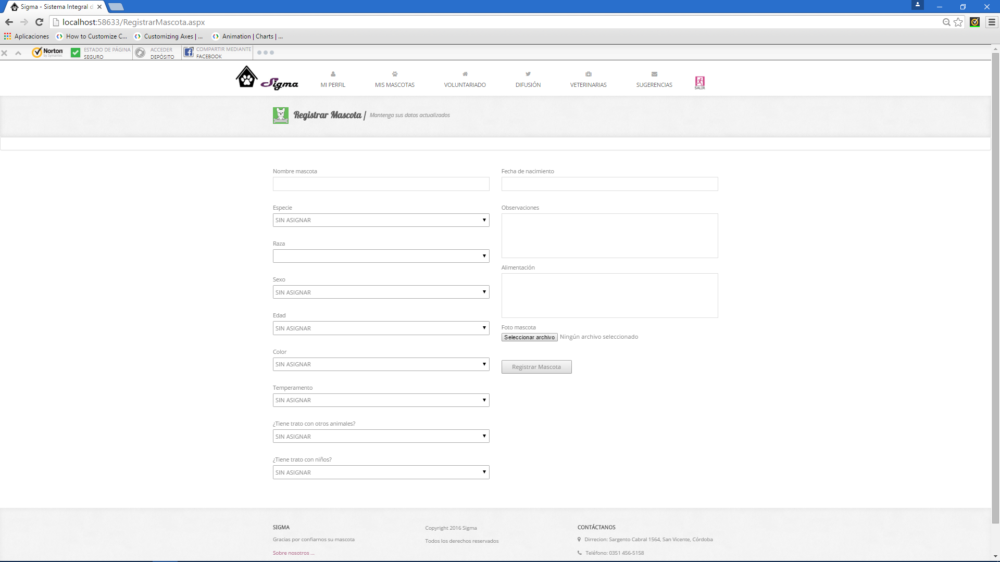 Sigma - Sistema Integral d
localhost:58633/RegistrarMascota.aspx
Aplicaciones
How to Customize C...
Customizing Axes | ...
Animation | Charts | ...
Norton
by Symantec
ESTADO DE PÁGINA
SEGURO
ACCEDER
DEPÓSITO
COMPARTIR MEDIANTE
FACEBOOK
Sigma
MI PERFIL
MIS MASCOTAS
VOLUNTARIADO
DIFUSIÓN
VETERINARIAS
SUGERENCIAS
SALIR
Registrar Mascota / Mantenga sus datos actualizados
Nombre mascota
Especie
SIN ASIGNAR
Raza
Sexo
SIN ASIGNAR
Edad
SIN ASIGNAR
Color
SIN ASIGNAR
Temperamento
SIN ASIGNAR
¿Tiene trato con otros animales?
SIN ASIGNAR
¿Tiene trato con niños?
SIN ASIGNAR
Fecha de nacimiento
Observaciones
Alimentación
Foto mascota
Seleccionar archivo Ningún archivo seleccionado
Registrar Mascota
SIGMA
Gracias por confiarnos su mascota
Sobre nosotros ...
Copyright 2016 Sigma
Todos los derechos reservados
CONTÁCTANOS
Dirrecion: Sargento Cabral 1564, San Vicente, Córdoba
Teléfono: 0351 456-5158